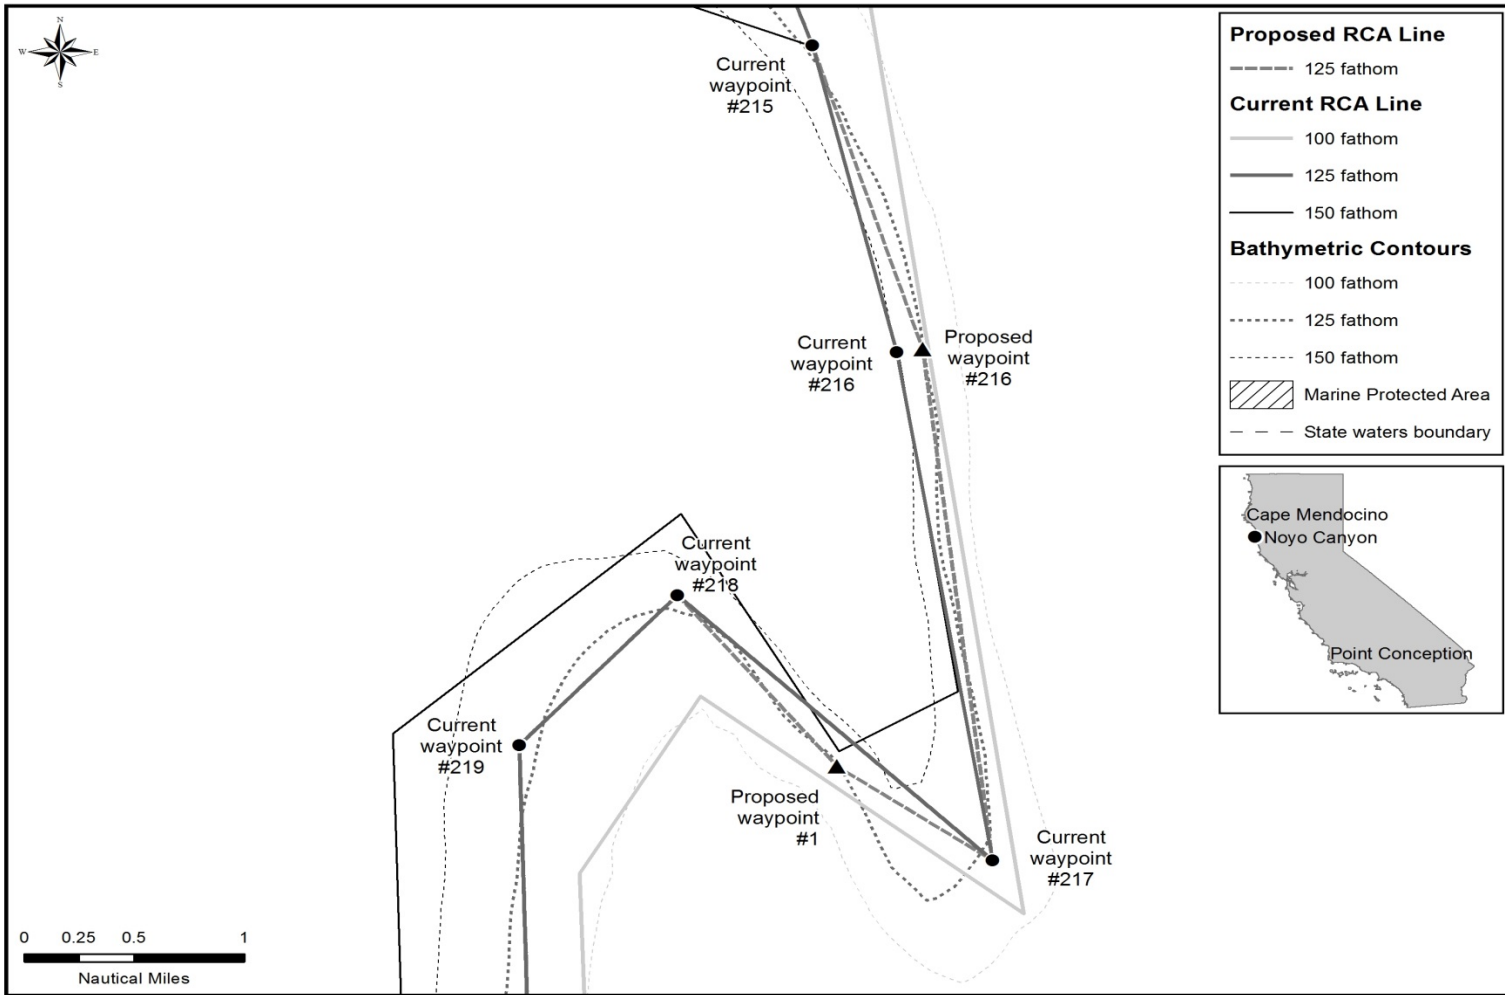 N
W
E
S
Current
waypoint
#215
Current
waypoint
#216
Proposed
waypoint
#216
Current
waypoint
#218
Current
waypoint
#219
Proposed
waypoint
#1
Current
waypoint
#217
0 0.25 0.5 1
Nautical Miles
Proposed RCA Line
125 fathom
Current RCA Line
100 fathom
125 fathom
150 fathom
Bathymetric Contours
100 fathom
125 fathom
150 fathom
Marine Protected Area
State waters boundary
Cape Mendocino
Noyo Canyon
Point Conception